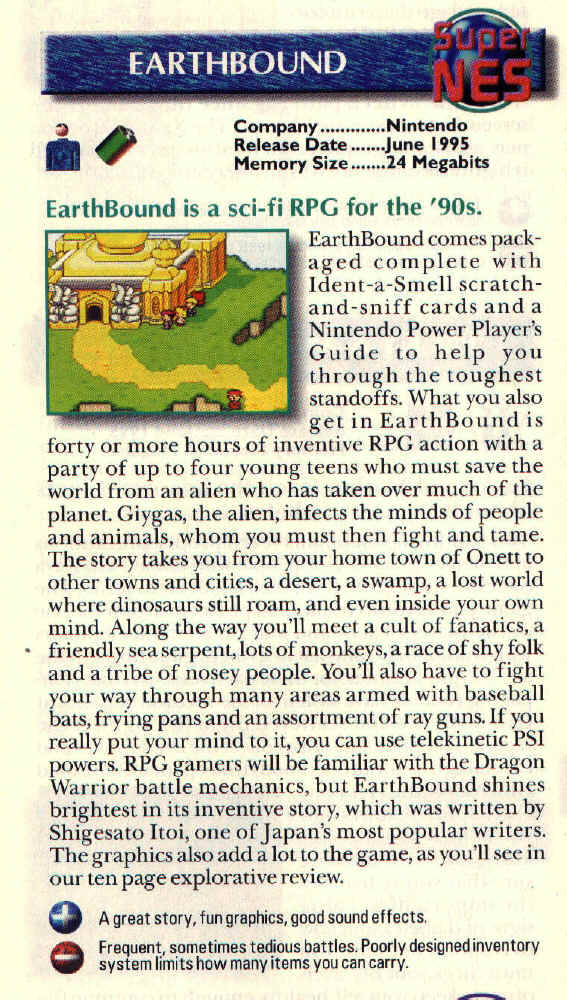 EARTHBOUND
Super
NES
Company.............Nintendo
Release Date.......June 1995
Memory Size.......24 Megabits
EarthBound is a sci-fi RPG for the '90s.
EarthBound comes pack-
aged complete with
Ident-a-Smell scratch-
and-sniff cards and a
Nintendo Power Player's
Guide to help you
through the toughest
standoffs. What you also
get in EarthBound is
forty or more hours of inventive RPG action with a
party of up to four young teens who must save the
world from an alien who has taken over much of the
planet. Giygas, the alien, infects the minds of people
and animals, whom you must then fight and tame.
The story takes you from your home town of Onett to
other towns and cities, a desert, a swamp, a lost world
where dinosaurs still roam, and even inside your own
mind. Along the way you'll meet a cult of fanatics, a
friendly sea serpent, lots of monkeys, a race of shy folk
and a tribe of nosey people. You'll also have to fight
your way through many areas armed with baseball
bats, frying pans and an assortment of ray guns. If you
really put your mind to it, you can use telekinetic PSI
powers. RPG gamers will be familiar with the Dragon
Warrior battle mechanics, but EarthBound shines
brightest in its inventive story, which was written by
Shigesato Itoi, one of Japan's most popular writers.
The graphics also add a lot to the game, as you'll see in
our ten page explorative review.
A great story, fun graphics, good sound effects.
Frequent, sometimes tedious battles. Poorly designed inventory
system limits how many items you can carry.